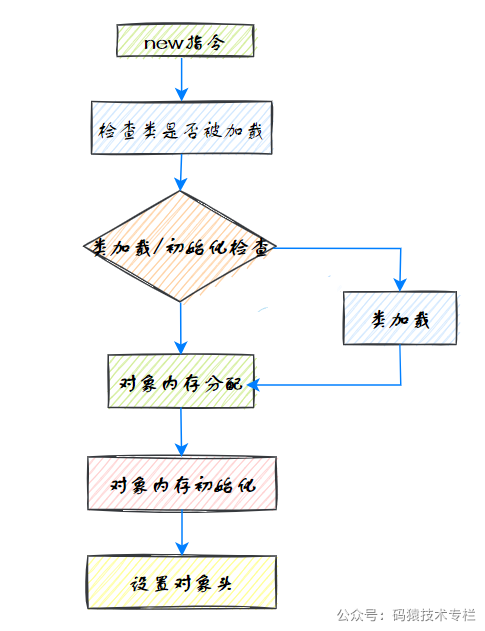 new指令
检查类是否被加载
类加载/初始化检查
类加载
对象内存分配
对象内存初始化
设置对象头
公众号：码猿技术专栏